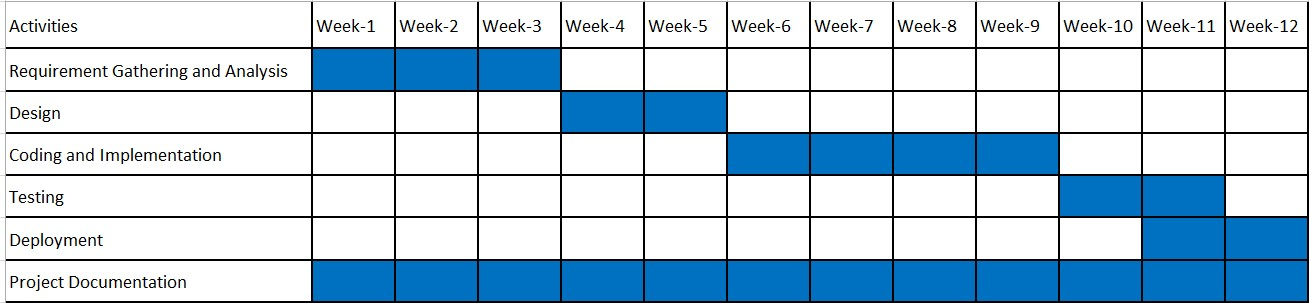 Activities Week-1 Week-2 Week-3 Week-4 Week-5 Week-6 Week-7 Week-8 Week-9 Week-10 Week-11 Week-12
Requirement Gathering and Analysis
Design
Coding and Implementation
Testing
Deployment
Project Documentation